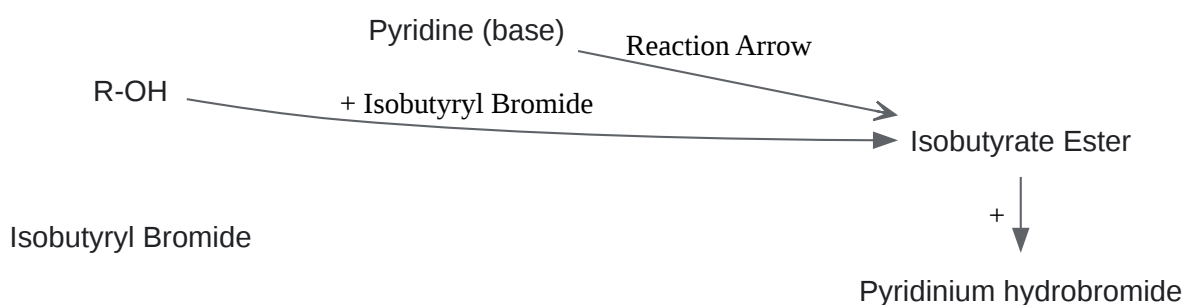 Pyridine (base)
Reaction Arrow
R-OH
+ Isobutyryl Bromide
Isobutyrate Ester
+
Isobutyryl Bromide
Pyridinium hydrobromide